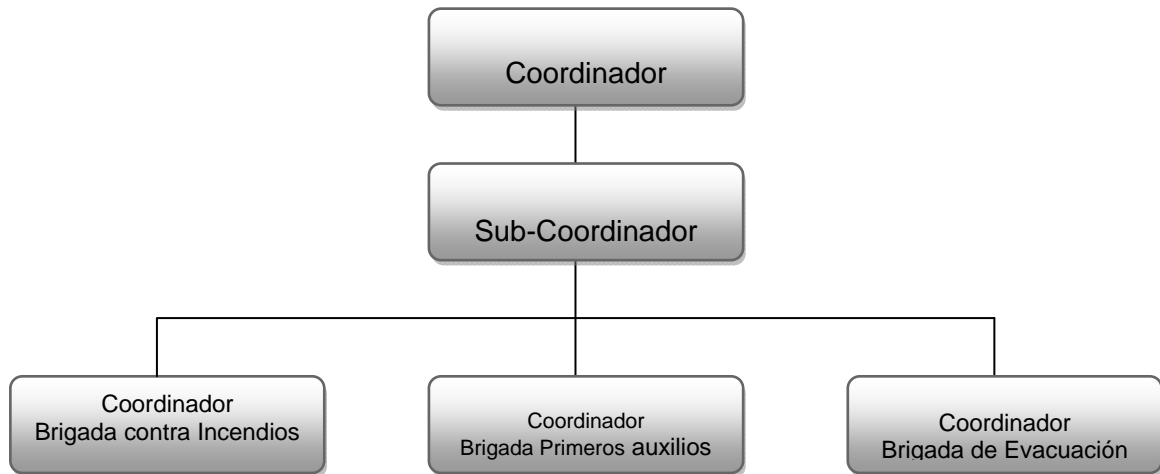 Coordinador
Sub-Coordinador
Coordinador
Brigada contra Incendios
Coordinador
Brigada Primeros auxilios
Coordinador
Brigada de Evacuación